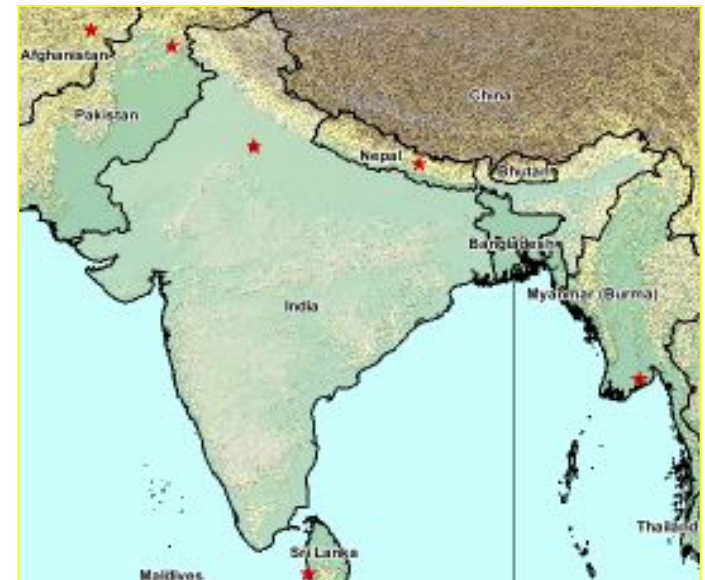 Afghanistan
China
Pakistan
Nepal
Bhutan
Bangladesh
Myanmar (Burma)
India
Thailand
Sri Lanka
Maldives